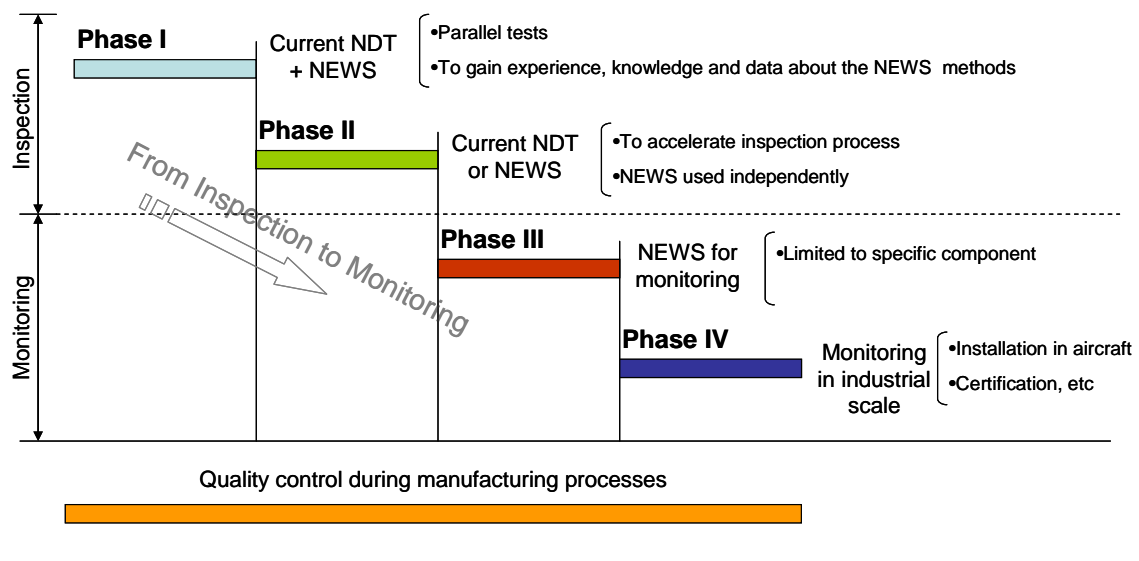 Phase I
Current NDT
+ NEWS
•Parallel tests
•To gain experience, knowledge and data about the NEWS methods
Inspection
Phase II
Current NDT
or NEWS
•To accelerate inspection process
•NEWS used independently
From Inspection to Monitoring
Phase III
NEWS for
monitoring
•Limited to specific component
Monitoring
Phase IV
Monitoring
in industrial
scale
•Installation in aircraft
•Certification, etc
Quality control during manufacturing processes